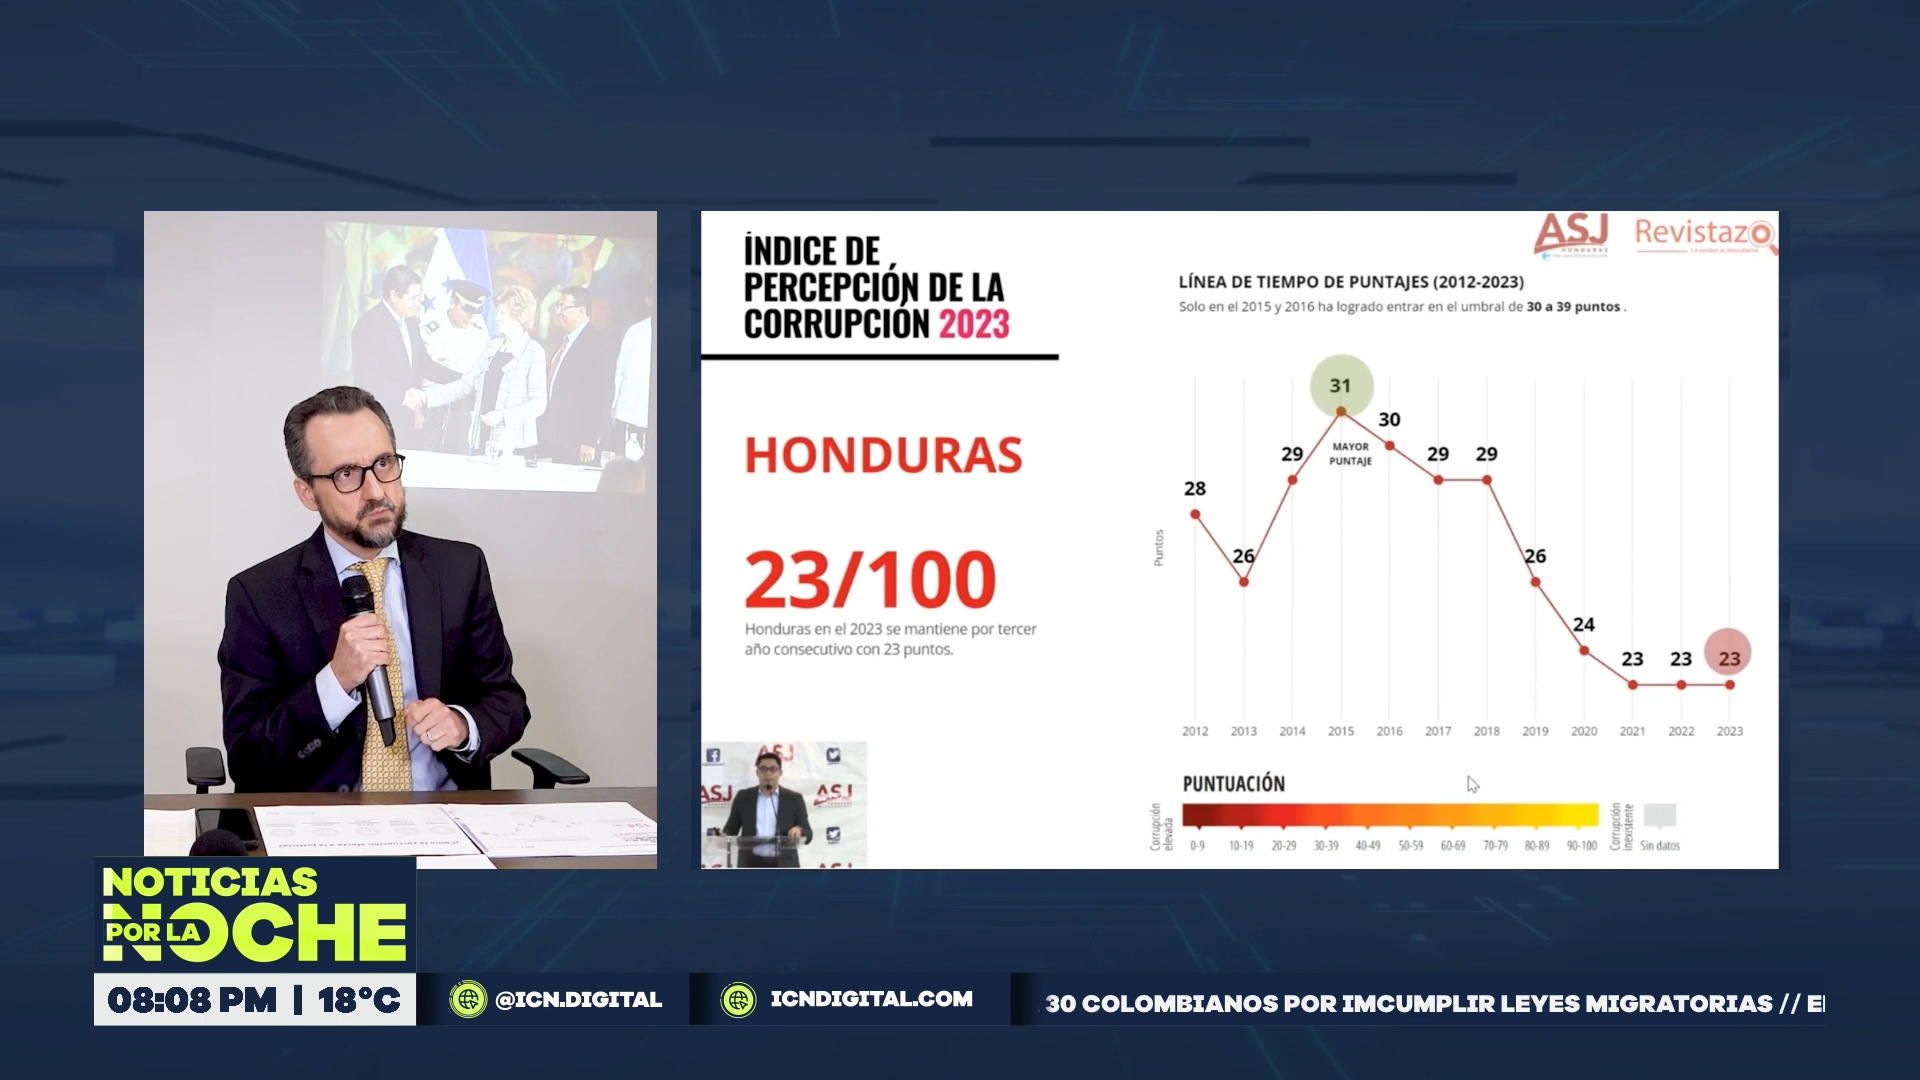 ÍNDICE DE
PERCEPCIÓN DE LA
CORRUPCIÓN 2023
HONDURAS
23/100
Honduras en el 2023 se mantiene por tercer
año consecutivo con 23 puntos.
ASJ
HONDURAS
Revistazo
LÍNEA DE TIEMPO DE PUNTAJES (2012-2023)
Solo en el 2015 y 2016 ha logrado entrar en el umbral de 30 a 39 puntos .
Puntos
28
26
29
31
MAYOR
PUNTAJE
30
29
29
26
24
23
23
23
2012 2013 2014 2015 2016 2017 2018 2019 2020 2021 2022 2023
PUNTUACIÓN
Corrupción
elevada
0-9 10-19 20-29 30-39 40-49 50-59 60-69 70-79 80-89 90-100
Corrupción
inexistente
Sin datos
ASJ
ASJ
ASJ
NOTICIAS
POR LA
NOCHE
08:08 PM | 18°C
@ICN.DIGITAL
ICNDIGITAL.COM
30 COLOMBIANOS POR IMCUMPLIR LEYES MIGRATORIAS // E